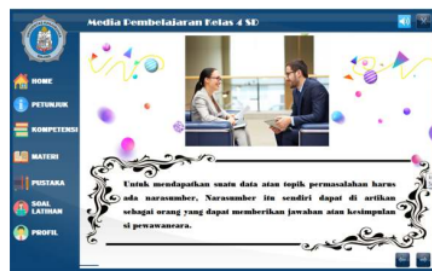 Media Pembelajaran Kelas 4 SD
HOME
PETUNJUK
KOMPETENSI
MATERI
PUSTAKA
SOAL
LATIHAN
PROFIL
Untuk mendapatkan suatu data atau topik permasalahan harus
ada narasumber, Narasumber itu sendiri dapat di artikan
sebagai orang yang dapat memberikan jawaban atau kesimpulan
si pewawancara.